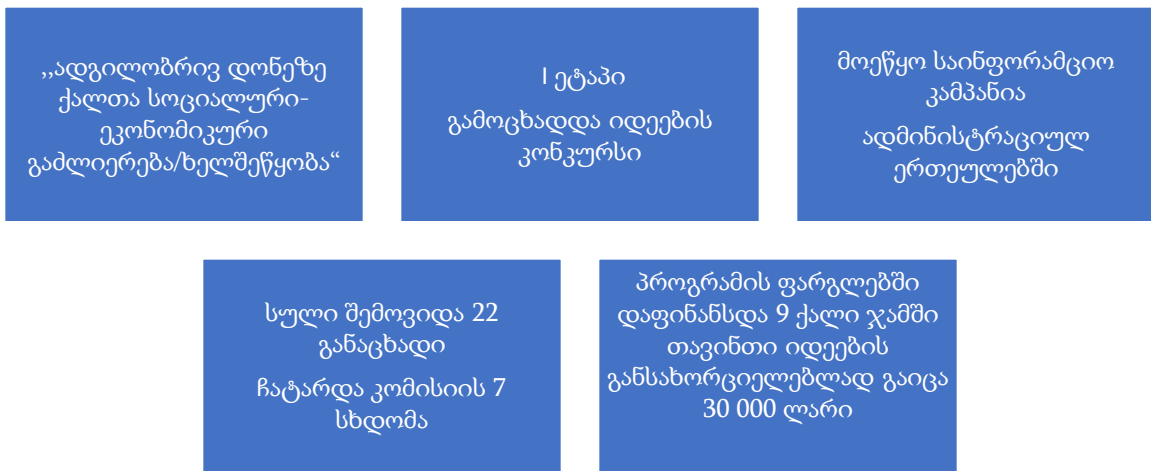 ,,ადგილობრივ დონეზე
ქალთა სოციალური-
ეკონომიკური
გაძლიერება/ხელშეწყობა“
I ეტაპი
გამოცხადდა იდეების
კონკურსი
მოეწყო საინფორამციო
კამპანია
ადმინისტრაციულ
ერთეულებში
სული შემოვიდა 22
განაცხადი
ჩატარდა კომისიის 7
სხდომა
პროგრამის ფარგლებში
დაფინანსდა 9 ქალი ჯამში
თავინთი იდეების
განსახორციელებლად გაიცა
30 000 ლარი